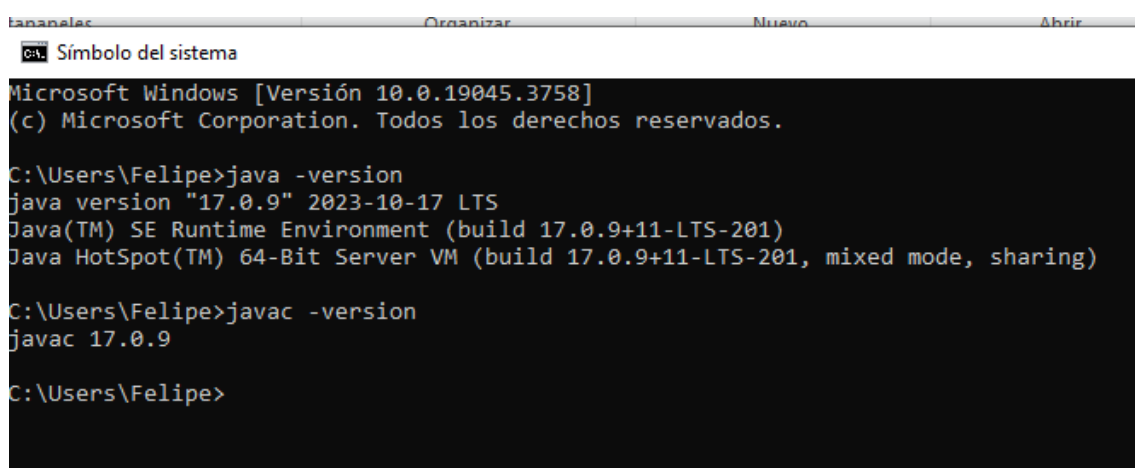 Organizar Nuevo Abrir
Símbolo del sistema
Microsoft Windows [Versión 10.0.19045.3758]
(c) Microsoft Corporation. Todos los derechos reservados.
C:\Users\Felipe>java -version
java version "17.0.9" 2023-10-17 LTS
Java(TM) SE Runtime Environment (build 17.0.9+11-LTS-201)
Java HotSpot(TM) 64-Bit Server VM (build 17.0.9+11-LTS-201, mixed mode, sharing)
C:\Users\Felipe>javac -version
javac 17.0.9
C:\Users\Felipe>